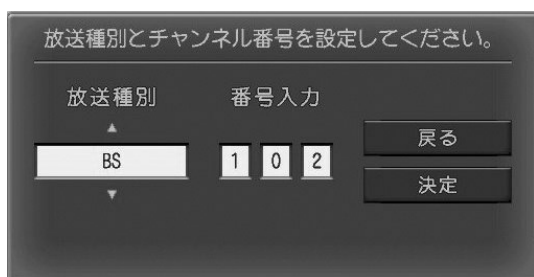 放送種別とチャンネル番号を設定してください。
放送種別
番号入力
▲
BS
▼
1 0 2
戻る
決定